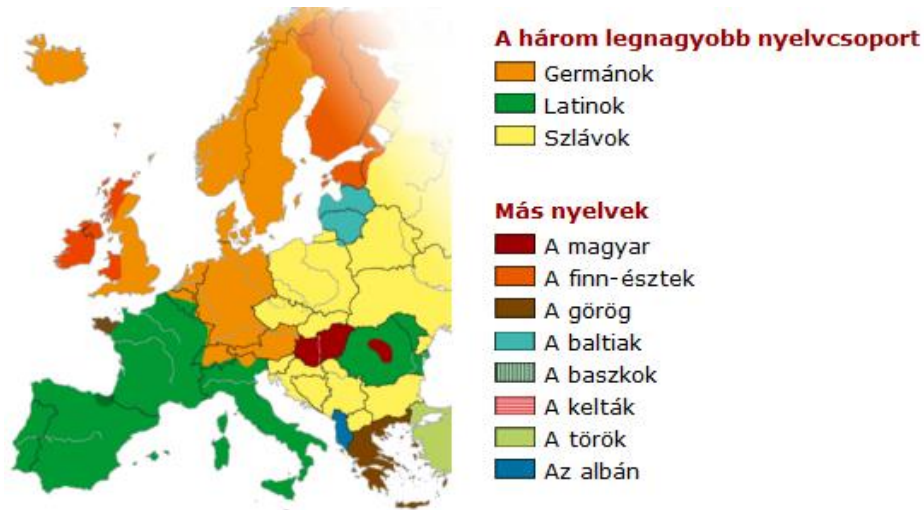 A három legnagyobb nyelvcsoport
Germánok
Latinok
Szlávok
Más nyelvek
A magyar
A finn-észtek
A görög
A baltiak
A baszkok
A kelták
A török
Az albán